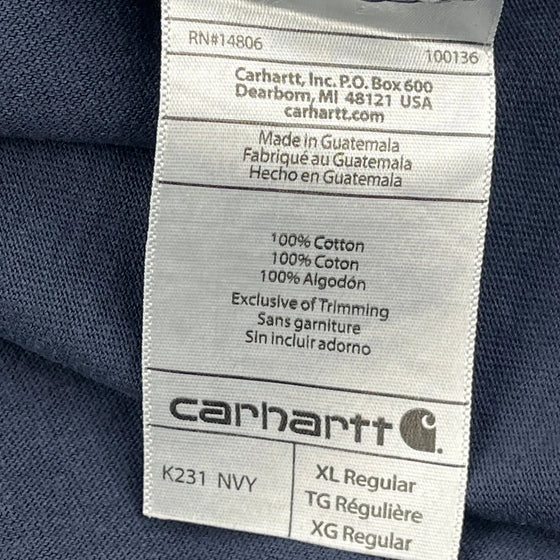 RN#14806 100136
Carhartt, Inc. P.O. Box 600
Dearborn, MI 48121 USA
carhartt.com
Made in Guatemala
Fabriqué au Guatemala
Hecho en Guatemala
100% Cotton
100% Coton
100% Algodón
Exclusive of Trimming
Sans garniture
Sin incluir adorno
carhartt
K231 NVY
XL Regular
TG Régulière
XG Regular